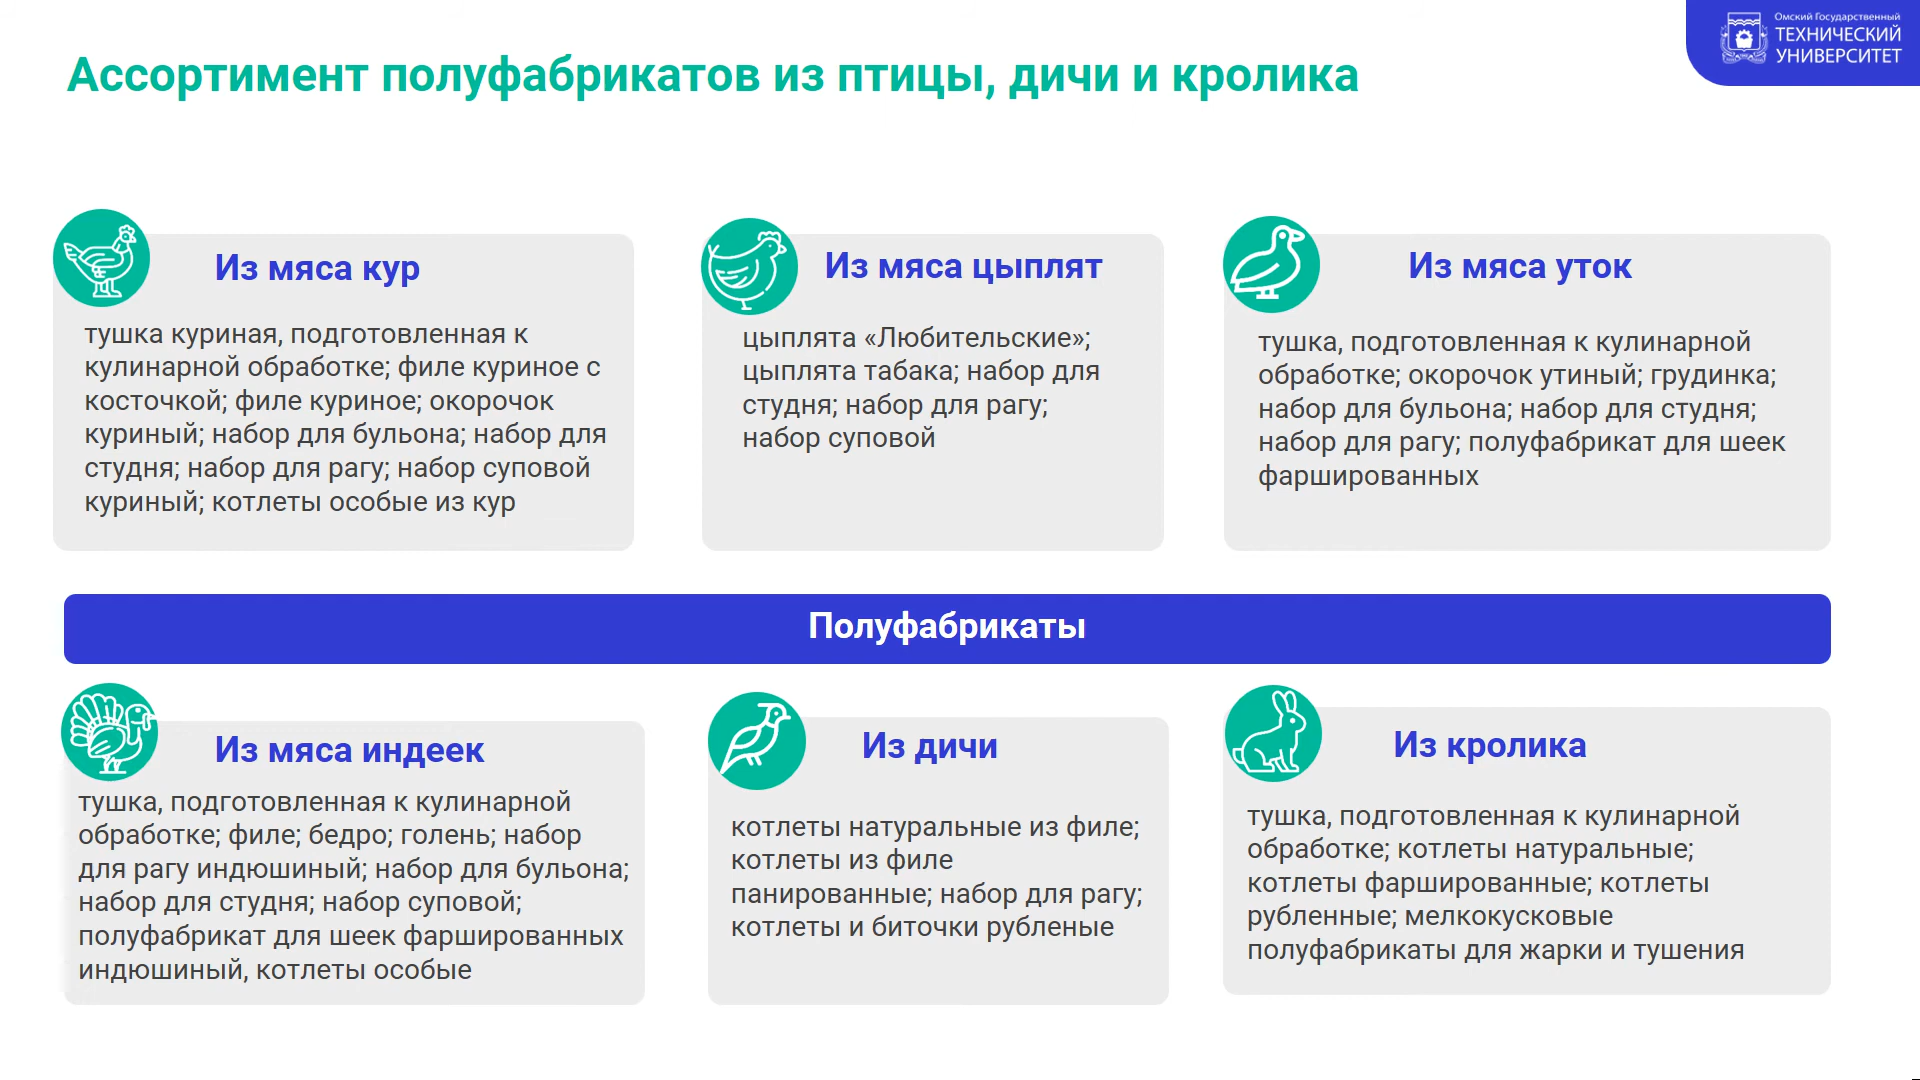 Омский Государственный
ТЕХНИЧЕСКИЙ
УНИВЕРСИТЕТ
Ассортимент полуфабрикатов из птицы, дичи и кролика
Из мяса кур
тушка куриная, подготовленная к
кулинарной обработке; филе куриное с
косточкой; филе куриное; окорочок
куриный; набор для бульона; набор для
студня; набор для рагу; набор суповой
куриный; котлеты особые из кур
Из мяса цыплят
цыплята «Любительские»;
цыплята табака; набор для
студня; набор для рагу;
набор суповой
Из мяса уток
тушка, подготовленная к кулинарной
обработке; окорочок утиный; грудинка;
набор для бульона; набор для студня;
набор для рагу; полуфабрикат для шеек
фаршированных
Полуфабрикаты
Из мяса индеек
тушка, подготовленная к кулинарной
обработке; филе; бедро; голень; набор
для рагу индюшиный; набор для бульона;
набор для студня; набор суповой;
полуфабрикат для шеек фаршированных
индюшиный, котлеты особые
Из дичи
котлеты натуральные из филе;
котлеты из филе
панированные; набор для рагу;
котлеты и биточки рубленые
Из кролика
тушка, подготовленная к кулинарной
обработке; котлеты натуральные;
котлеты фаршированные; котлеты
рубленные; мелкокусковые
полуфабрикаты для жарки и тушения